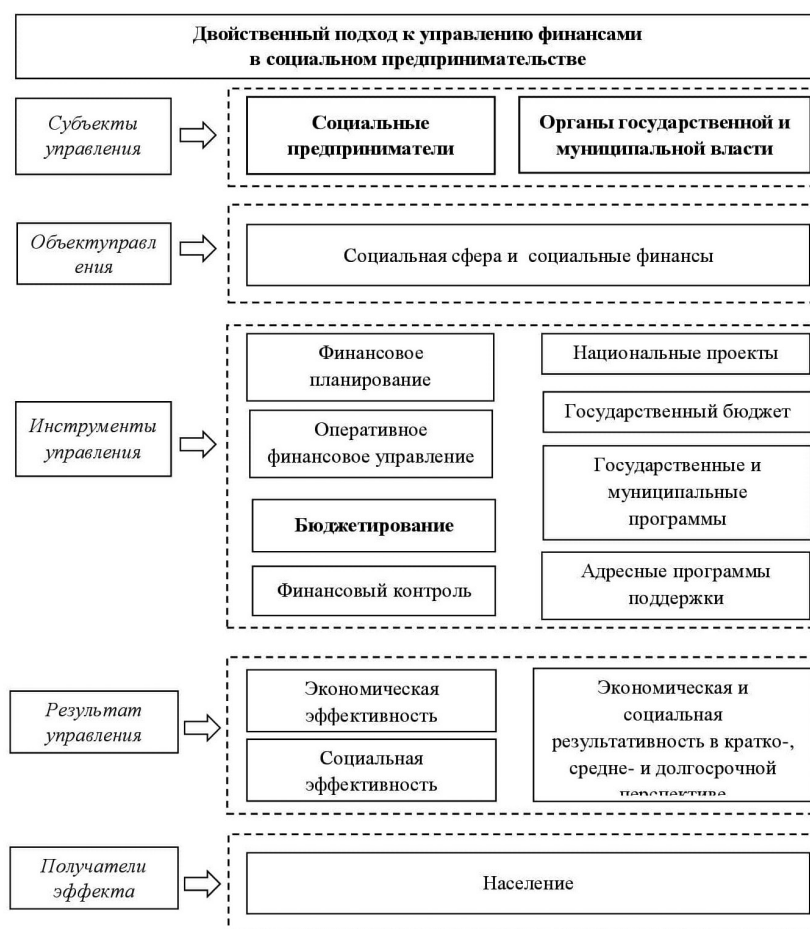 Двойственный подход к управлению финансами
в социальном предпринимательстве
Субъекты
управления
Социальные
предприниматели
Органы государственной и
муниципальной власти
Объектуправл
ения
Социальная сфера и социальные финансы
Инструменты
управления
Финансовое
планирование
Оперативное
финансовое управление
Бюджетирование
Финансовый контроль
Национальные проекты
Государственный бюджет
Государственные и
муниципальные
программы
Адресные программы
поддержки
Результат
управления
Экономическая
эффективность
Социальная
эффективность
Экономическая и
социальная
результативность в кратко-,
средне- и долгосрочной
перспективе
Получатели
эффекта
Население